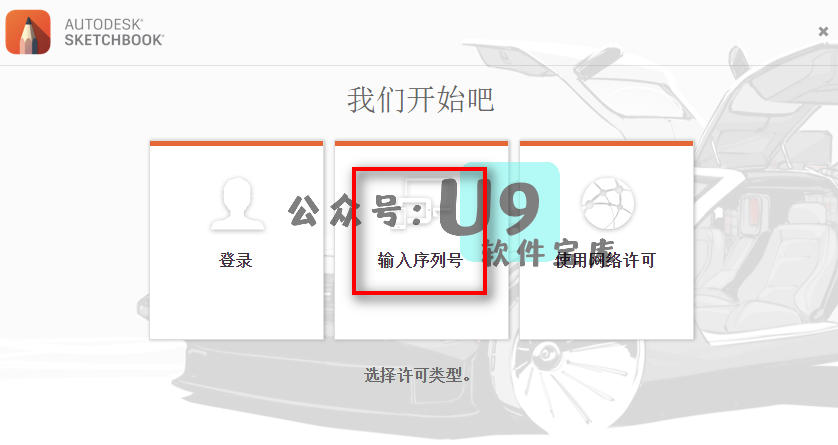 AUTODESK®
SKETCHBOOK®
我们开始吧
登录
输入序列号
使用网络许可
公众号：U9
软件宝库
选择许可类型。